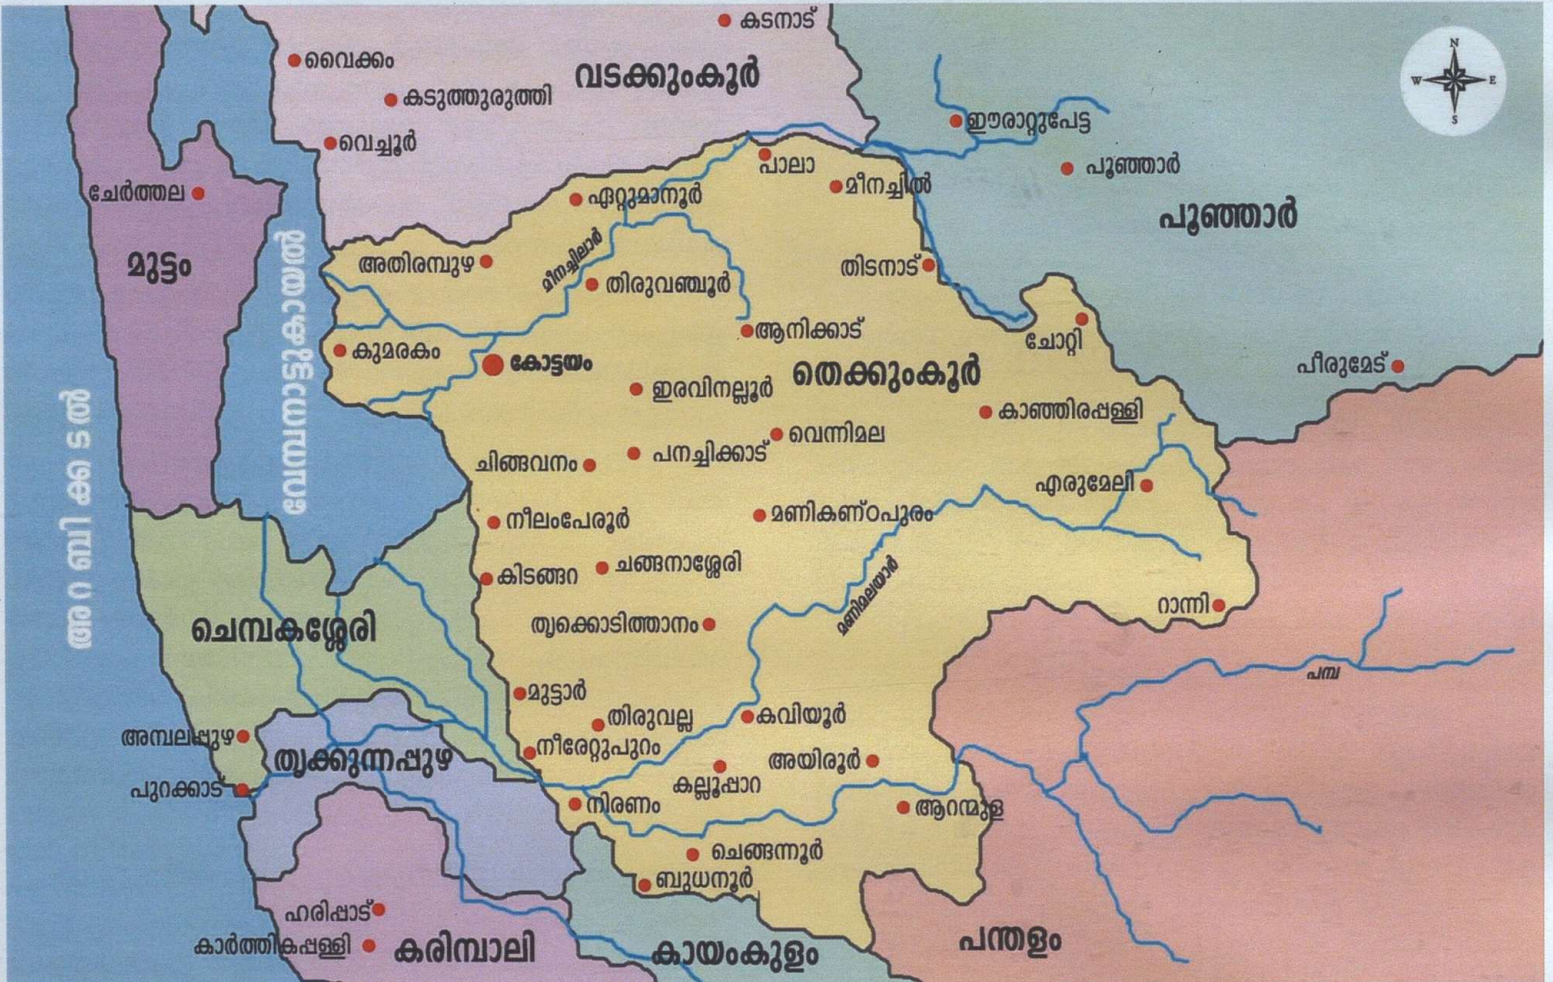 കടനാട്
വൈക്കം
വടക്കുംകൂർ
കടുത്തുരുത്തി
N
W
E
S
ഈരാറ്റുപേട്ട
വെച്ചൂർ
പാലാ
പൂഞ്ഞാർ
മീനച്ചിൽ
ചേർത്തല
ഏറ്റുമാനൂർ
പൂഞ്ഞാർ
മുട്ടം
അതിരമ്പുഴ
മീനച്ചിലാർ
തിരുവഞ്ചൂർ
തിടനാട്
വേമ്പനാട്ടുകായൽ
ആനിക്കാട്
ചോറ്റി
കുമരകം
കോട്ടയം
തെക്കുംകൂർ
പീരുമേട്
ഇരവിനല്ലൂർ
കാഞ്ഞിരപ്പള്ളി
അറബിക്കടൽ
വെന്നിമല
ചിങ്ങവനം
പനച്ചിക്കാട്
എരുമേലി
നീലംപേരൂർ
മണികണ്ഠപുരം
കിടങ്ങറ
ചങ്ങനാശ്ശേരി
മണിമലയാർ
റാന്നി
ചെമ്പകശ്ശേരി
തൃക്കൊടിത്താനം
പമ്പ
മുട്ടാർ
തിരുവല്ല
കവിയൂർ
അമ്പലപ്പുഴ
നീരേറ്റുപുറം
തൃക്കുന്നപ്പുഴ
അയിരൂർ
കല്ലൂപ്പാറ
പുറക്കാട്
നിരണം
ആറന്മുള
ചെങ്ങന്നൂർ
ബുധനൂർ
ഹരിപ്പാട്
കാർത്തികപ്പള്ളി
കരിമ്പാലി
കായംകുളം
പന്തളം